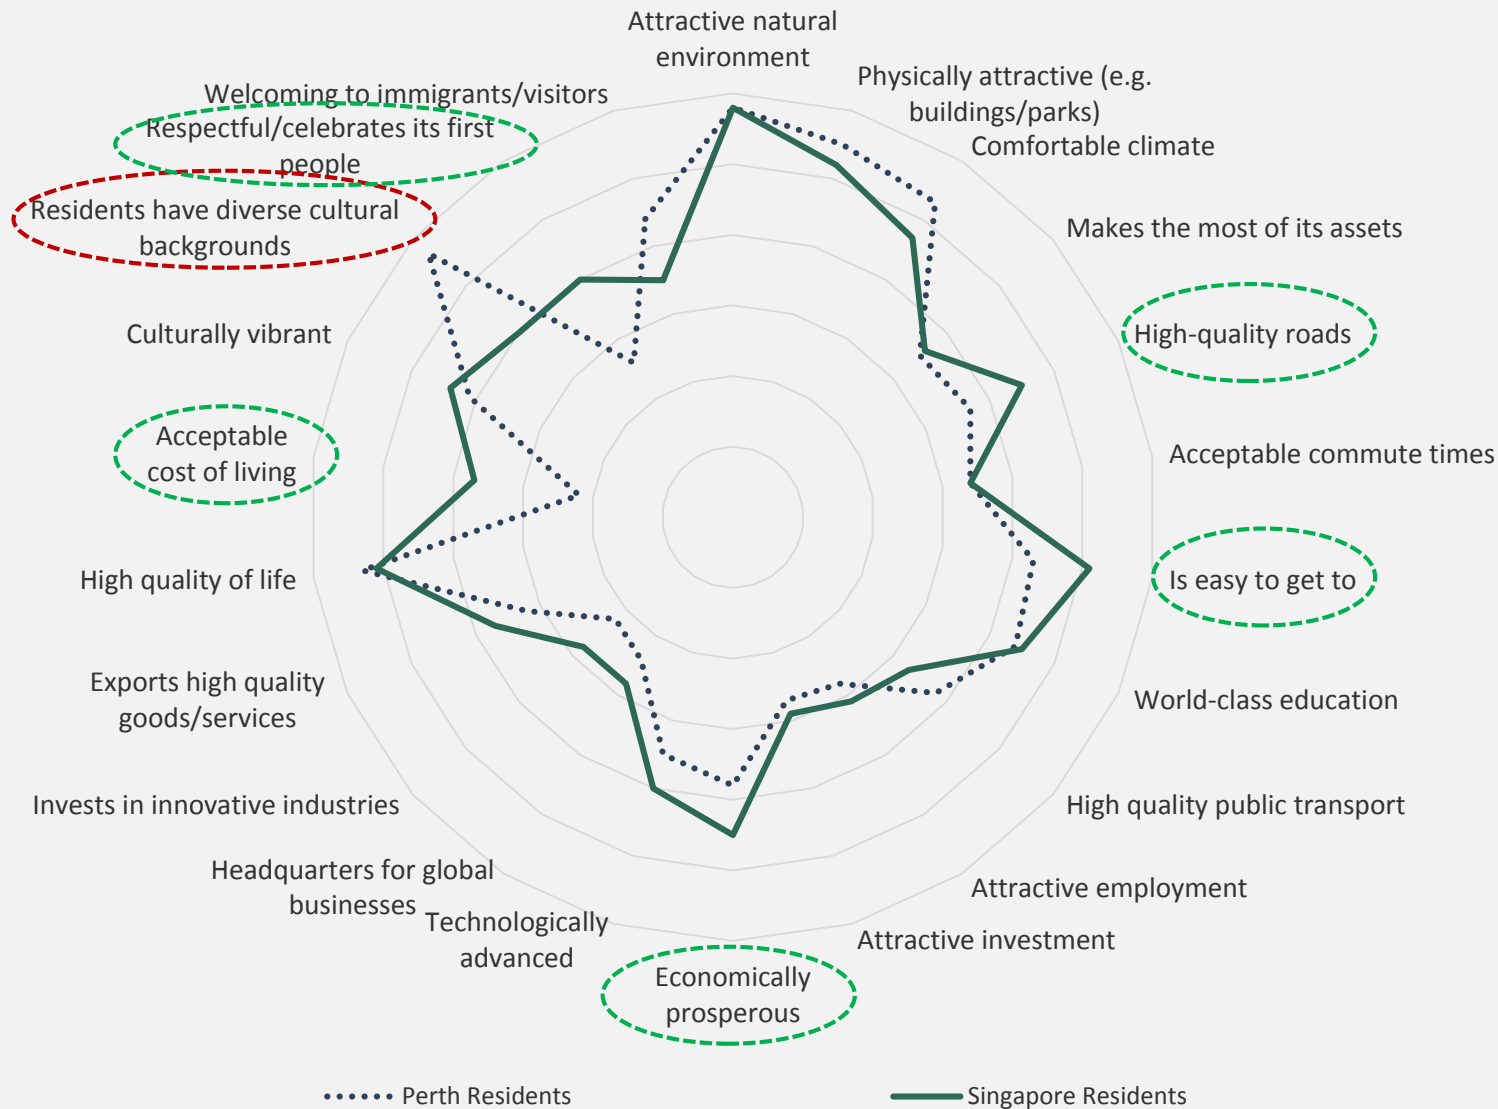 Attractive natural
environment
Physically attractive (e.g.
buildings/parks)
Comfortable climate
Makes the most of its assets
High-quality roads
Acceptable commute times
Is easy to get to
World-class education
High quality public transport
Attractive employment
Attractive investment
Economically
prosperous
Technologically
advanced
Headquarters for global
businesses
Invests in innovative industries
Exports high quality
goods/services
High quality of life
Acceptable
cost of living
Culturally vibrant
Residents have diverse cultural
backgrounds
Respectful/celebrates its first
people
Welcoming to immigrants/visitors
Perth Residents
Singapore Residents